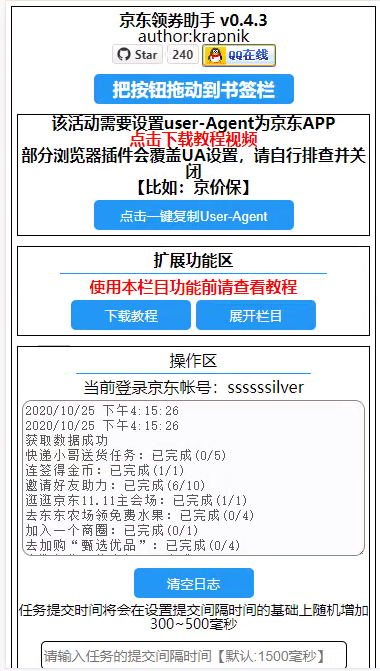 京东领券助手 v0.4.3
author:krapnik
Star 240 QQ在线
把按钮拖动到书签栏
该活动需要设置user-Agent为京东APP
点击下载教程视频
部分浏览器插件会覆盖UA设置，请自行排查并关
闭
【比如：京价保】
点击一键复制User-Agent
扩展功能区
使用本栏目功能前请查看教程
下载教程 展开栏目
操作区
当前登录京东帐号：ssssssilver
2020/10/25 下午4:15:26
2020/10/25 下午4:15:26
获取数据成功
快递小哥送货任务：已完成(0/5)
连签得金币：已完成(1/1)
邀请好友助力：已完成(6/10)
逛逛京东11.11主会场：已完成(1/1)
去东东农场领免费水果：已完成(0/4)
加入一个商圈：已完成(0/1)
去加购“甄选优品”：已完成(0/4)
清空日志
任务提交时间将会在设置提交间隔时间的基础上随机增加
300~500毫秒
请输入任务的提交间隔时间【默认:1500毫秒】